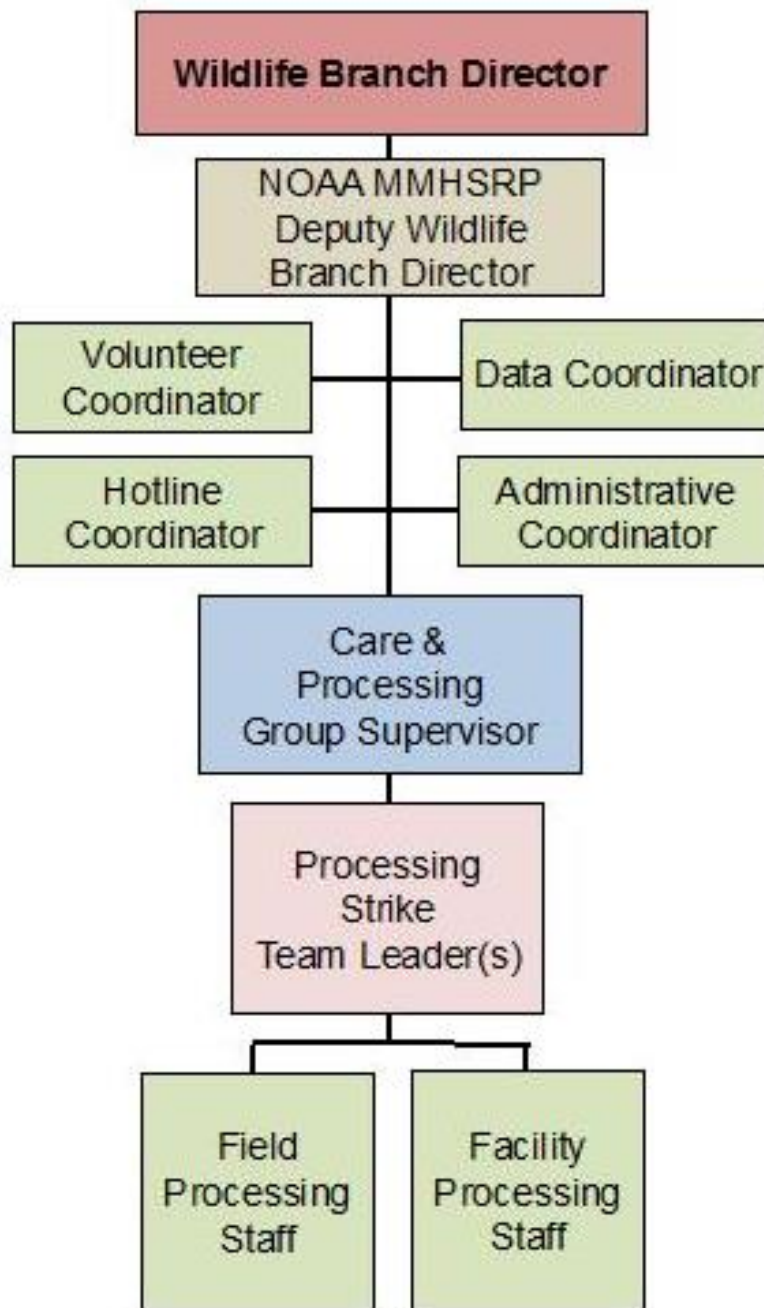 Wildlife Branch Director
NOAA MMHSRP
Deputy Wildlife
Branch Director
Volunteer
Coordinator
Data Coordinator
Hotline
Coordinator
Administrative
Coordinator
Care &
Processing
Group Supervisor
Processing
Strike
Team Leader(s)
Field
Processing
Staff
Facility
Processing
Staff